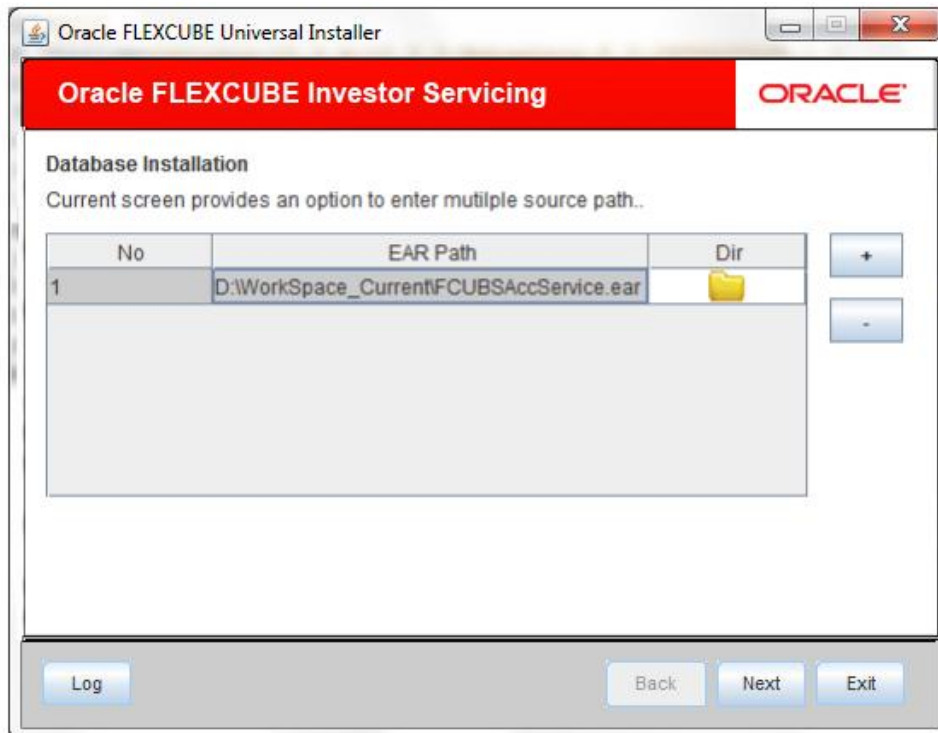 Oracle FLEXCUBE Universal Installer
Oracle FLEXCUBE Investor Servicing
ORACLE
Database Installation
Current screen provides an option to enter mutilple source path..
No EAR Path Dir
1 D:\WorkSpace_Current\FCUBSAccService.ear
+
-
Log Back Next Exit